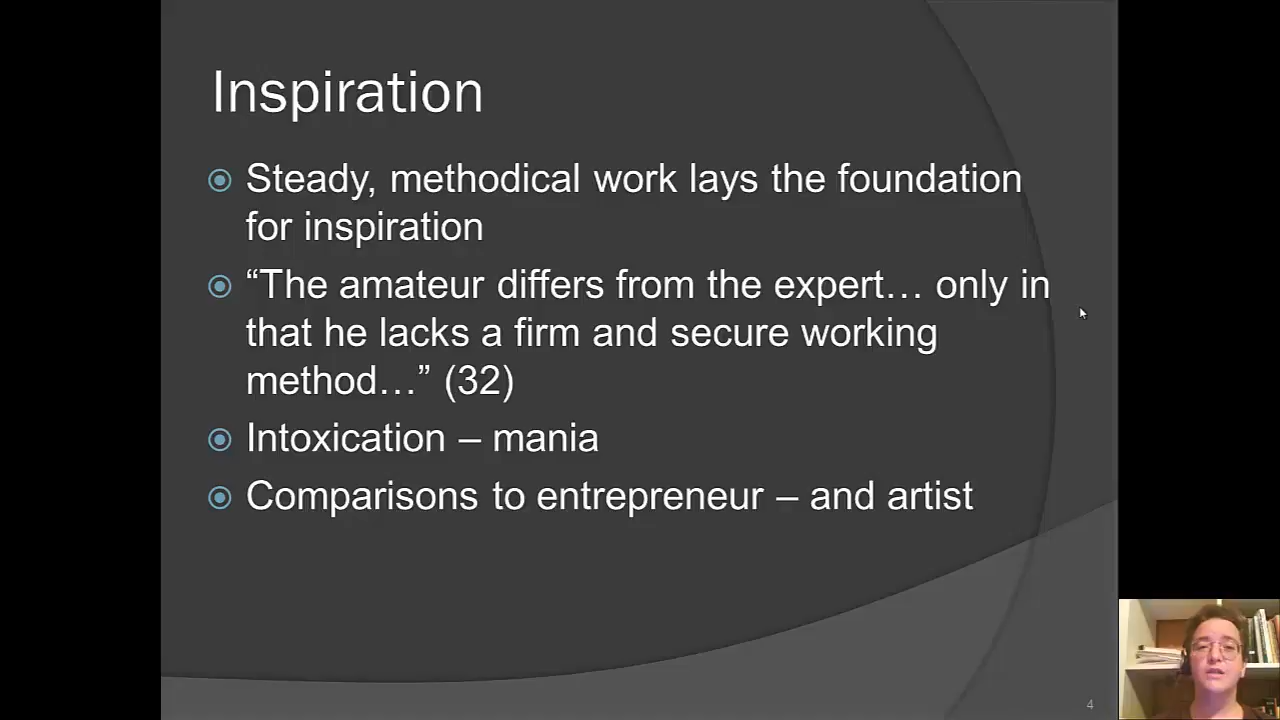 Inspiration
Steady, methodical work lays the foundation
for inspiration
“The amateur differs from the expert… only in
that he lacks a firm and secure working
method…” (32)
Intoxication – mania
Comparisons to entrepreneur – and artist
4